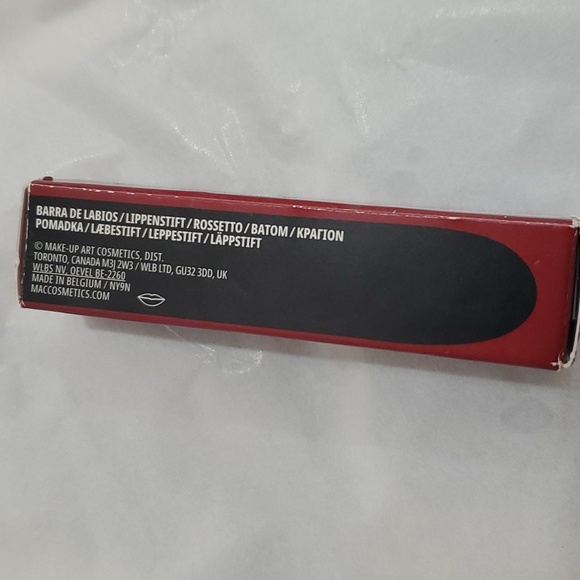 BARRA DE LABIOS / LIPPENSTIFT / ROSSETTO / BATOM / ΚΡΑΓΙΟΝ
POMADKA / LÆBESTIFT / LEPPESTIFT / LÄPPSTIFT
© MAKE-UP ART COSMETICS, DIST.
TORONTO, CANADA M3J 2W3 / WLB LTD, GU32 3DD, UK
WLBS NV, OEVEL BE-2260
MADE IN BELGIUM / NY9N
MACCOSMETICS.COM